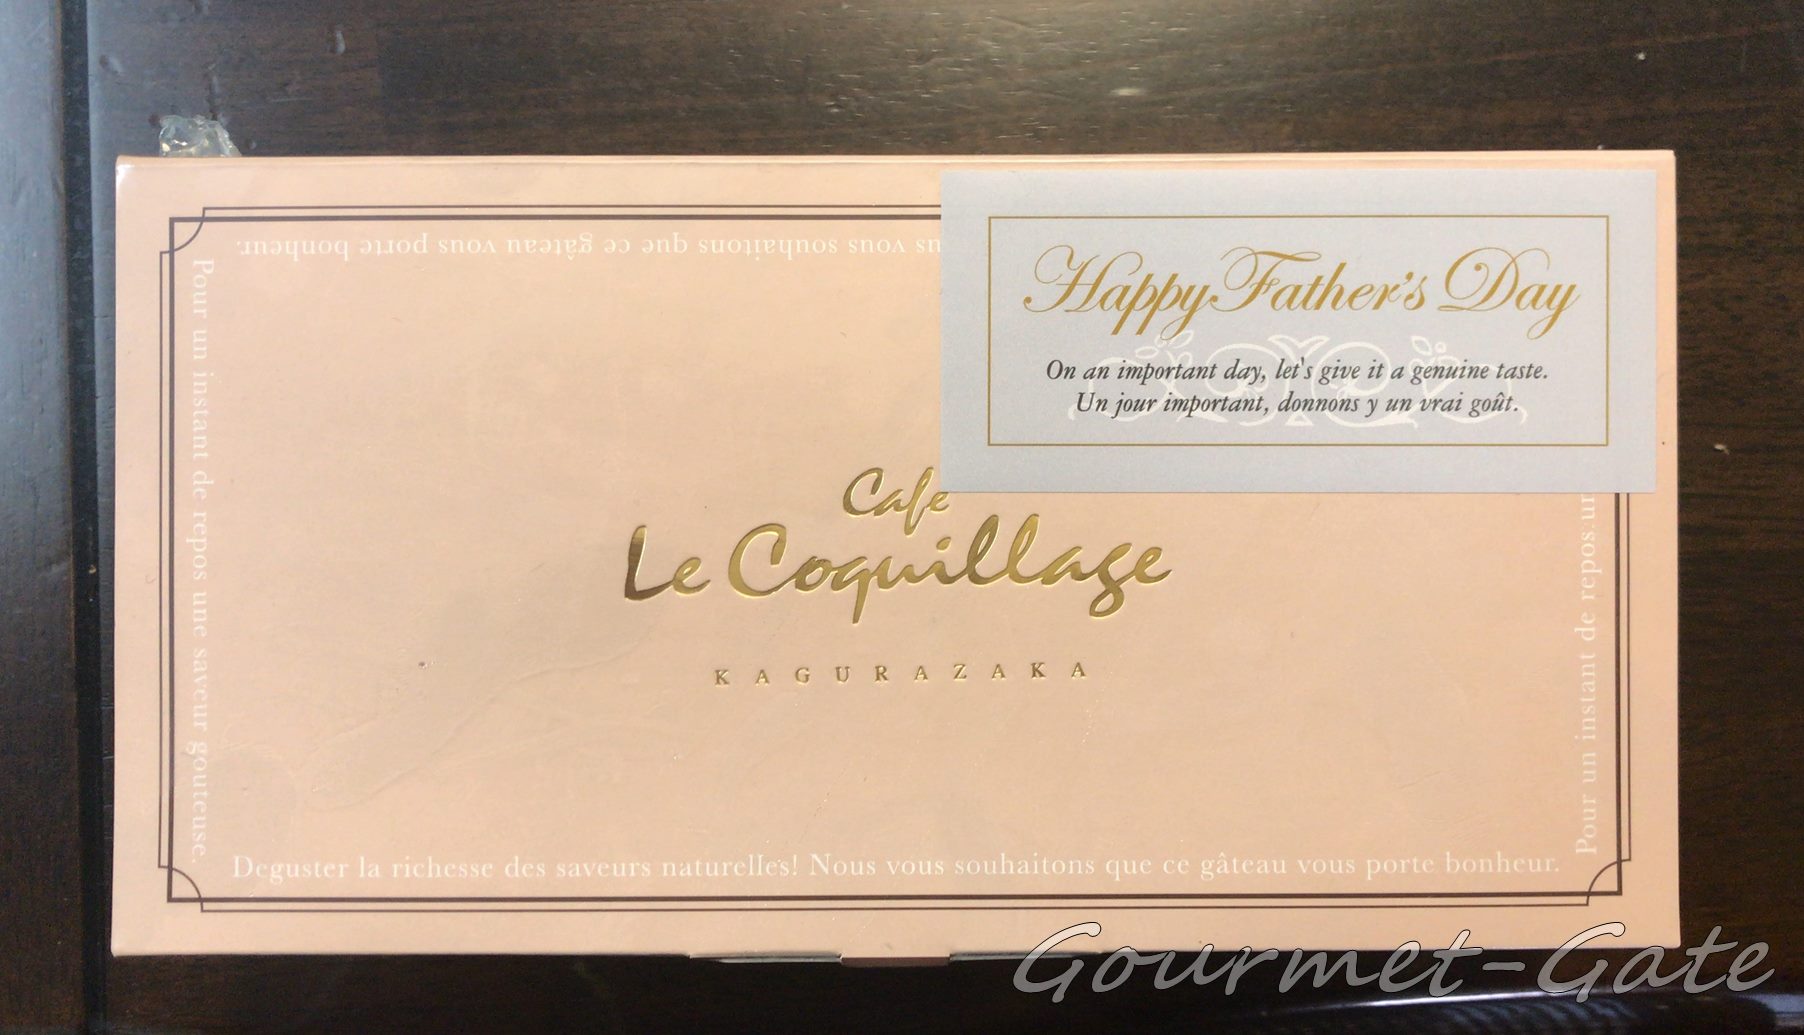 us vous souhaitons que ce gâteau vous porte bonheur.
Happy Father's Day
On an important day, let's give it a genuine taste.
Un jour important, donnons y un vrai goût.
Pour un instant de repos une saveur gouteuse.
Cafe
Le Coquillage
KAGURAZAKA
Pour un instant de repos un
Deguster la richesse des saveurs naturelles! Nous vous souhaitons que ce gâteau vous porte bonheur.
Gourmet-Gate